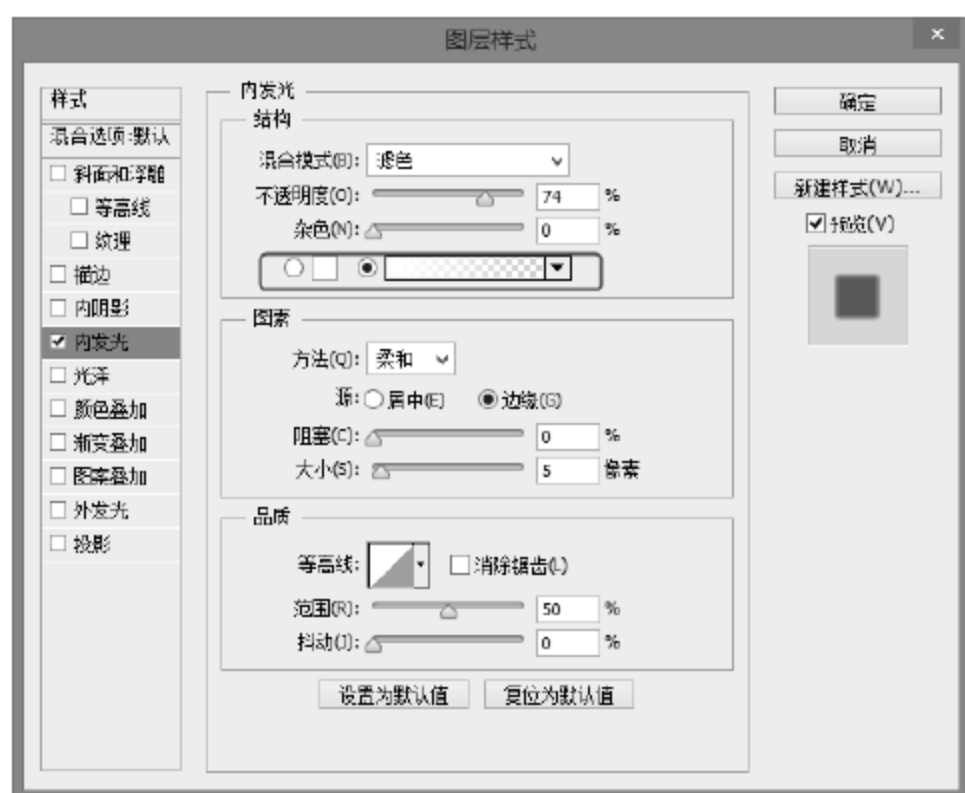 图层样式
×
样式
混合选项:默认
斜面和浮雕
等高线
纹理
描边
内阴影
内发光
光泽
颜色叠加
渐变叠加
图案叠加
外发光
投影
内发光
结构
混合模式(B): 滤色
不透明度(O): 74 %
杂色(N): 0 %
图素
方法(Q): 柔和
源: 居中(E) 边缘(G)
阻塞(C): 0 %
大小(S): 5 像素
品质
等高线: 消除锯齿(L)
范围(R): 50 %
抖动(J): 0 %
设置为默认值 复位为默认值
确定
取消
新建样式(W)...
预览(V)